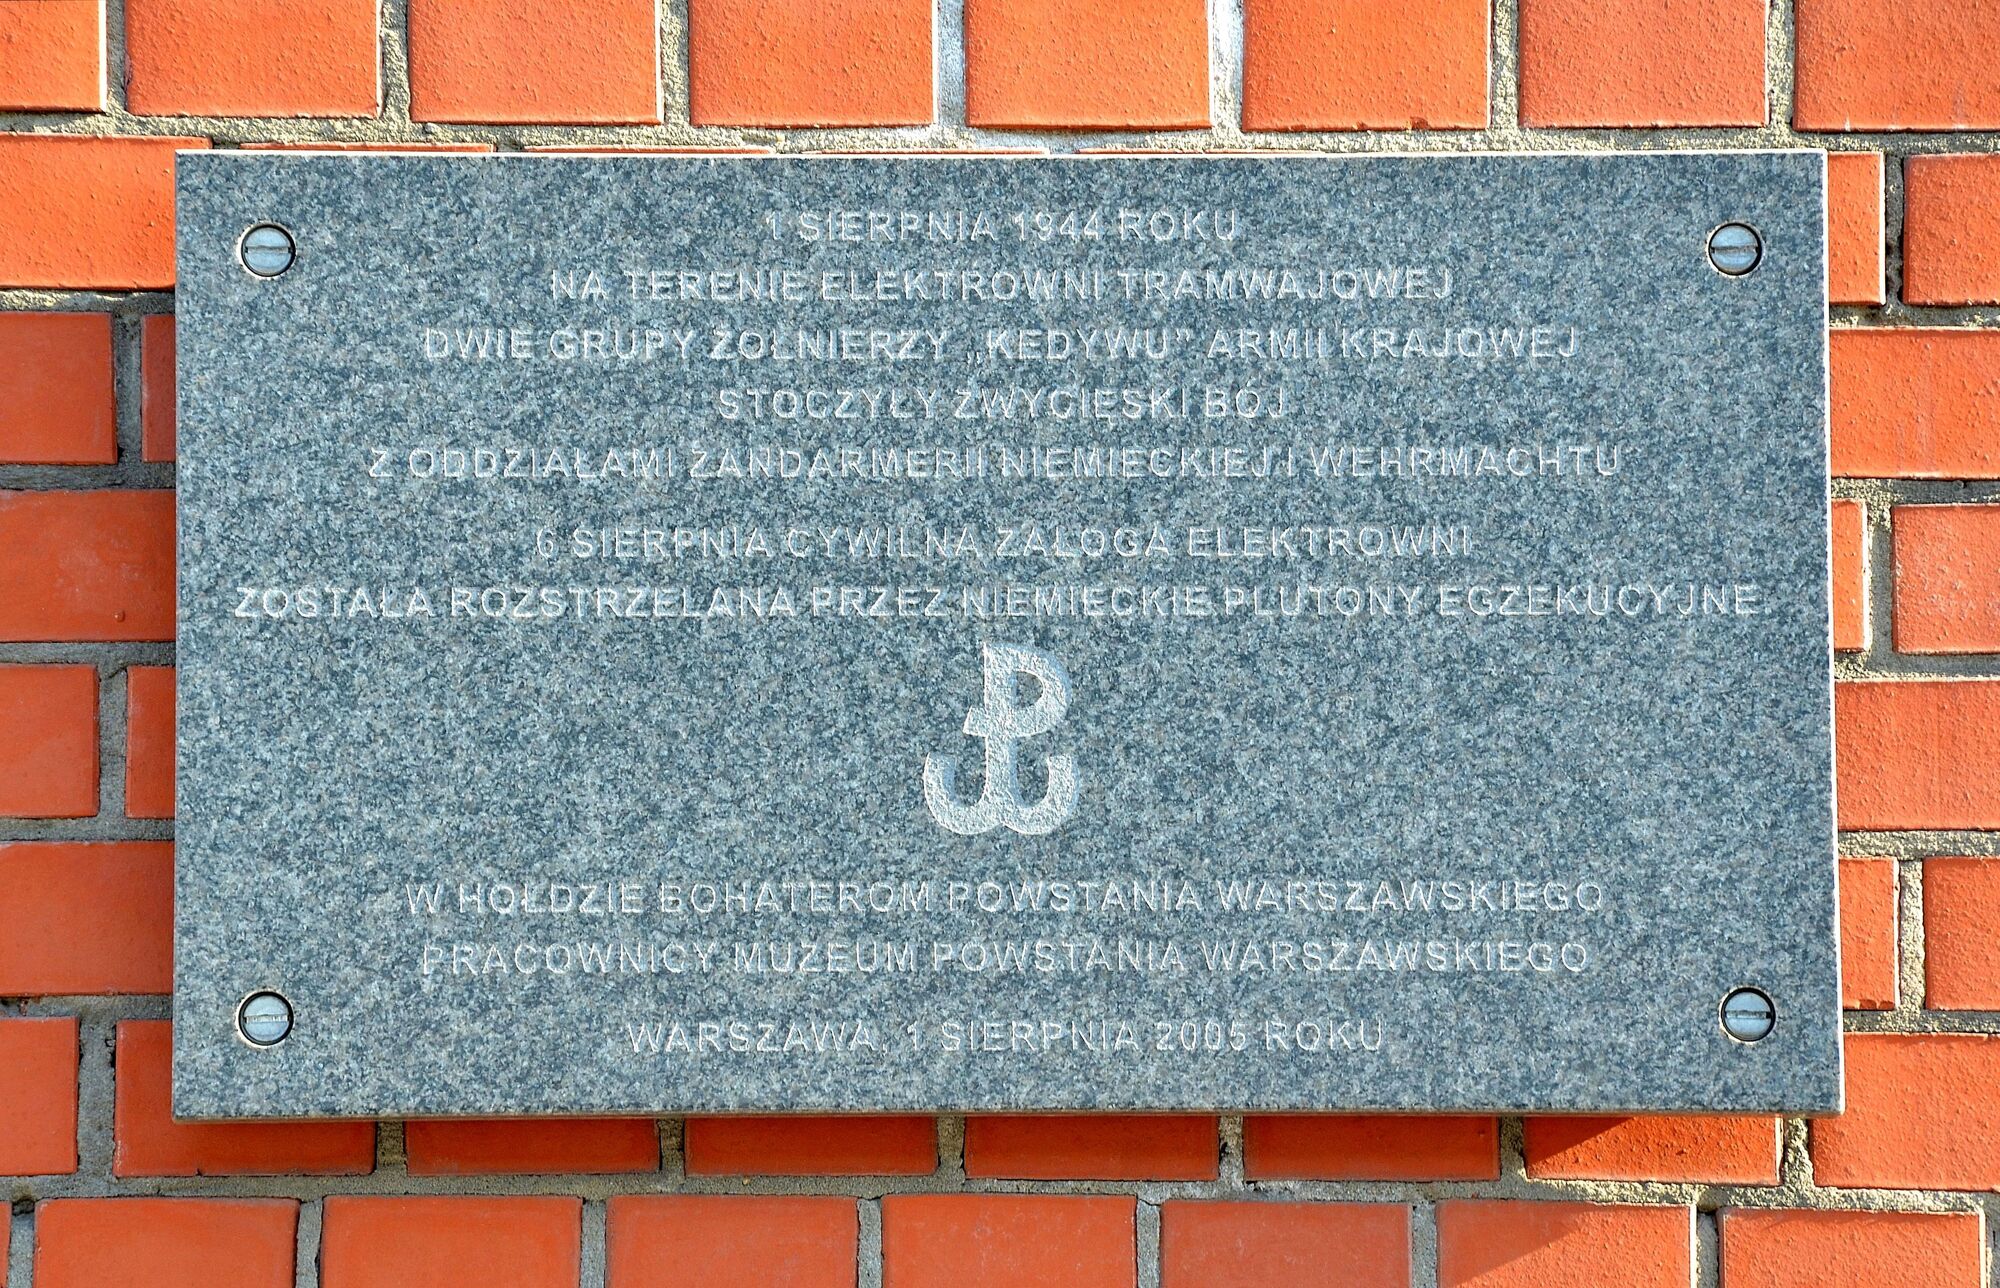 1 SIERPNIA 1944 ROKU
NA TERENIE ELEKTROWNI TRAMWAJOWEJ
DWIE GRUPY ŻOŁNIERZY „KEDYWU” ARMII KRAJOWEJ
STOCZYŁY ZWYCIĘSKI BÓJ
Z ODDZIAŁAMI ŻANDARMERII NIEMIECKIEJ I WEHRMACHTU
6 SIERPNIA CYWILNA ZAŁOGA ELEKTROWNI
ZOSTAŁA ROZSTRZELANA PRZEZ NIEMIECKIE PLUTONY EGZEKUCYJNE
W HOŁDZIE BOHATEROM POWSTANIA WARSZAWSKIEGO
PRACOWNICY MUZEUM POWSTANIA WARSZAWSKIEGO
WARSZAWA, 1 SIERPNIA 2005 ROKU